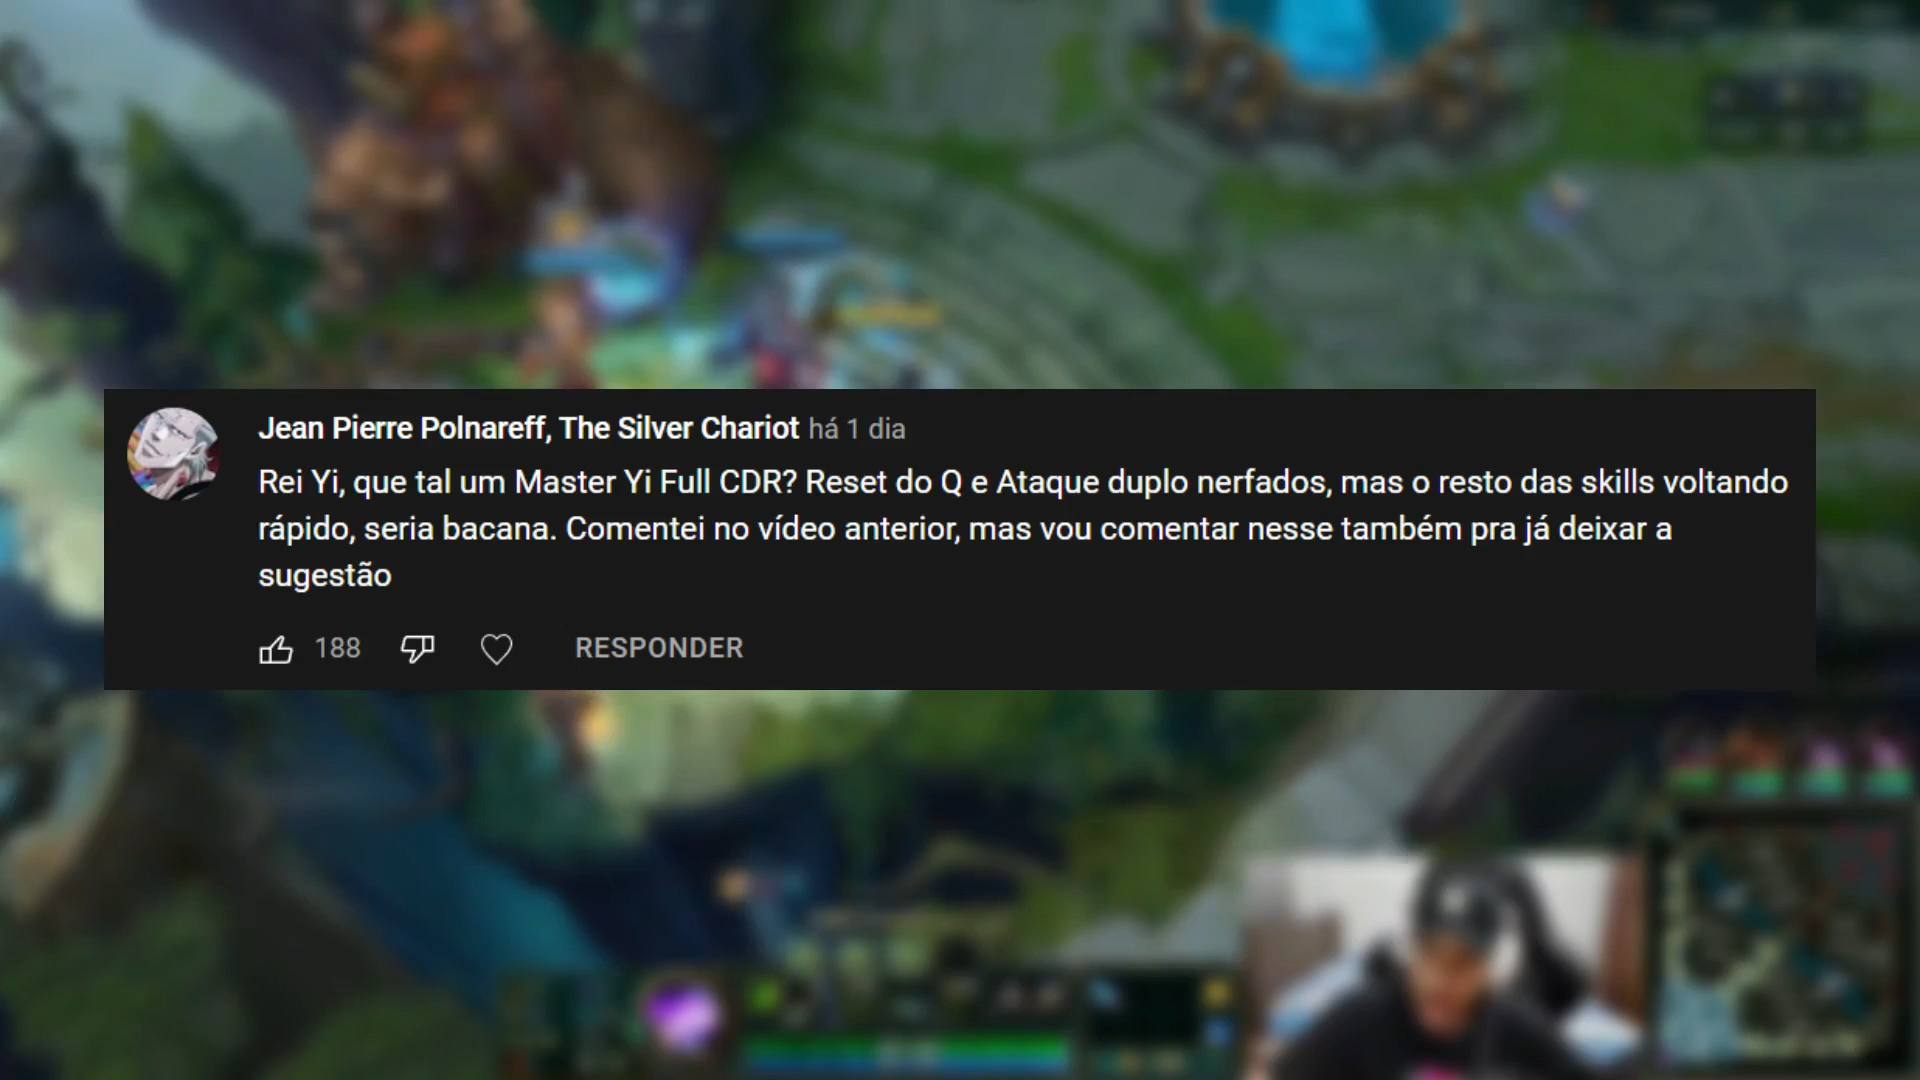 Jean Pierre Polnareff, The Silver Chariot há 1 dia
Rei Yi, que tal um Master Yi Full CDR? Reset do Q e Ataque duplo nerfados, mas o resto das skills voltando
rápido, seria bacana. Comentei no vídeo anterior, mas vou comentar nesse também pra já deixar a
sugestão
188 RESPONDER